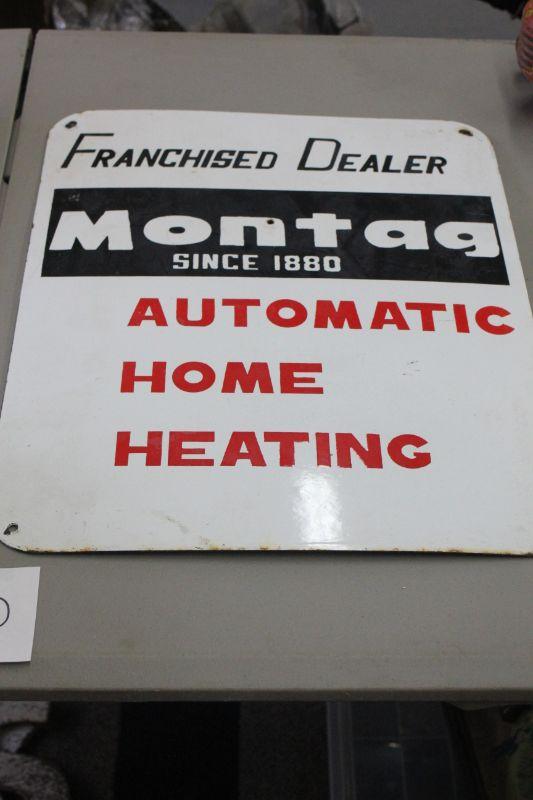 FRANCHISED DEALER
Montag
SINCE 1880
AUTOMATIC
HOME
HEATING